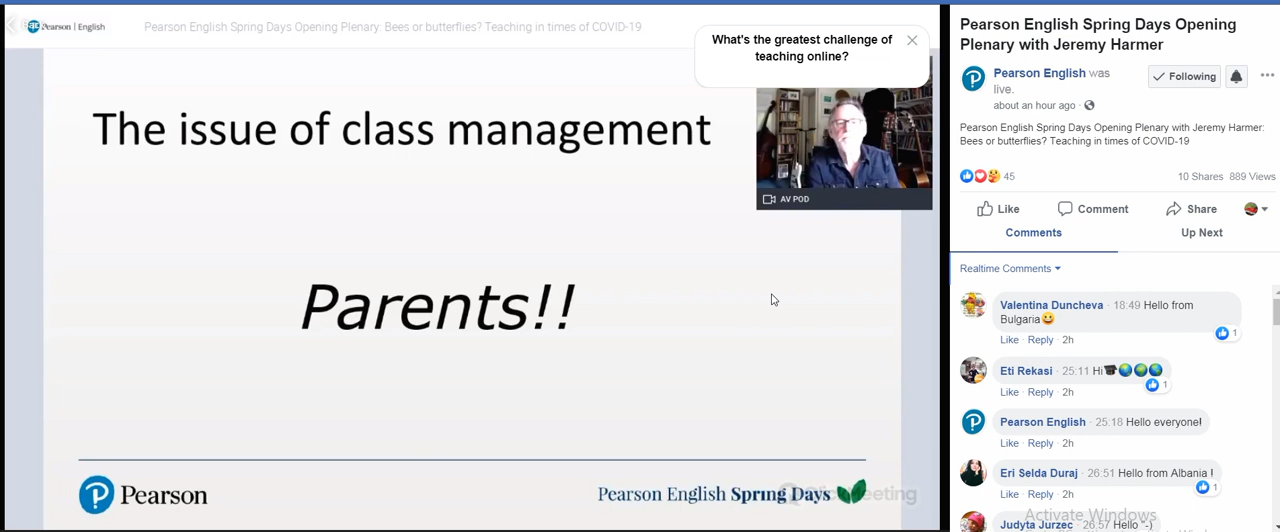 Pearson | English
Pearson English Spring Days Opening Plenary: Bees or butterflies? Teaching in times of COVID-19
What's the greatest challenge of
teaching online?
The issue of class management
AV POD
Parents!!
Pearson
Pearson English Spring Days
ClickMeeting
Pearson English Spring Days Opening
Plenary with Jeremy Harmer
Pearson English was
live.
about an hour ago ·
Following
Pearson English Spring Days Opening Plenary with Jeremy Harmer:
Bees or butterflies? Teaching in times of COVID-19
45
10 Shares 889 Views
Like Comment Share
Comments Up Next
Realtime Comments
Valentina Duncheva · 18:49 Hello from
Bulgaria😀
1
Like · Reply · 2h
Eti Rekasi · 25:11 Hi🎓🌍🌍🌍
1
Like · Reply · 2h
Pearson English · 25:18 Hello everyone!
Like · Reply · 2h
Eri Selda Duraj · 26:51 Hello from Albania !
1
Like · Reply · 2h
Judyta Jurzec · 26:57 Hello :-)
Activate Windows